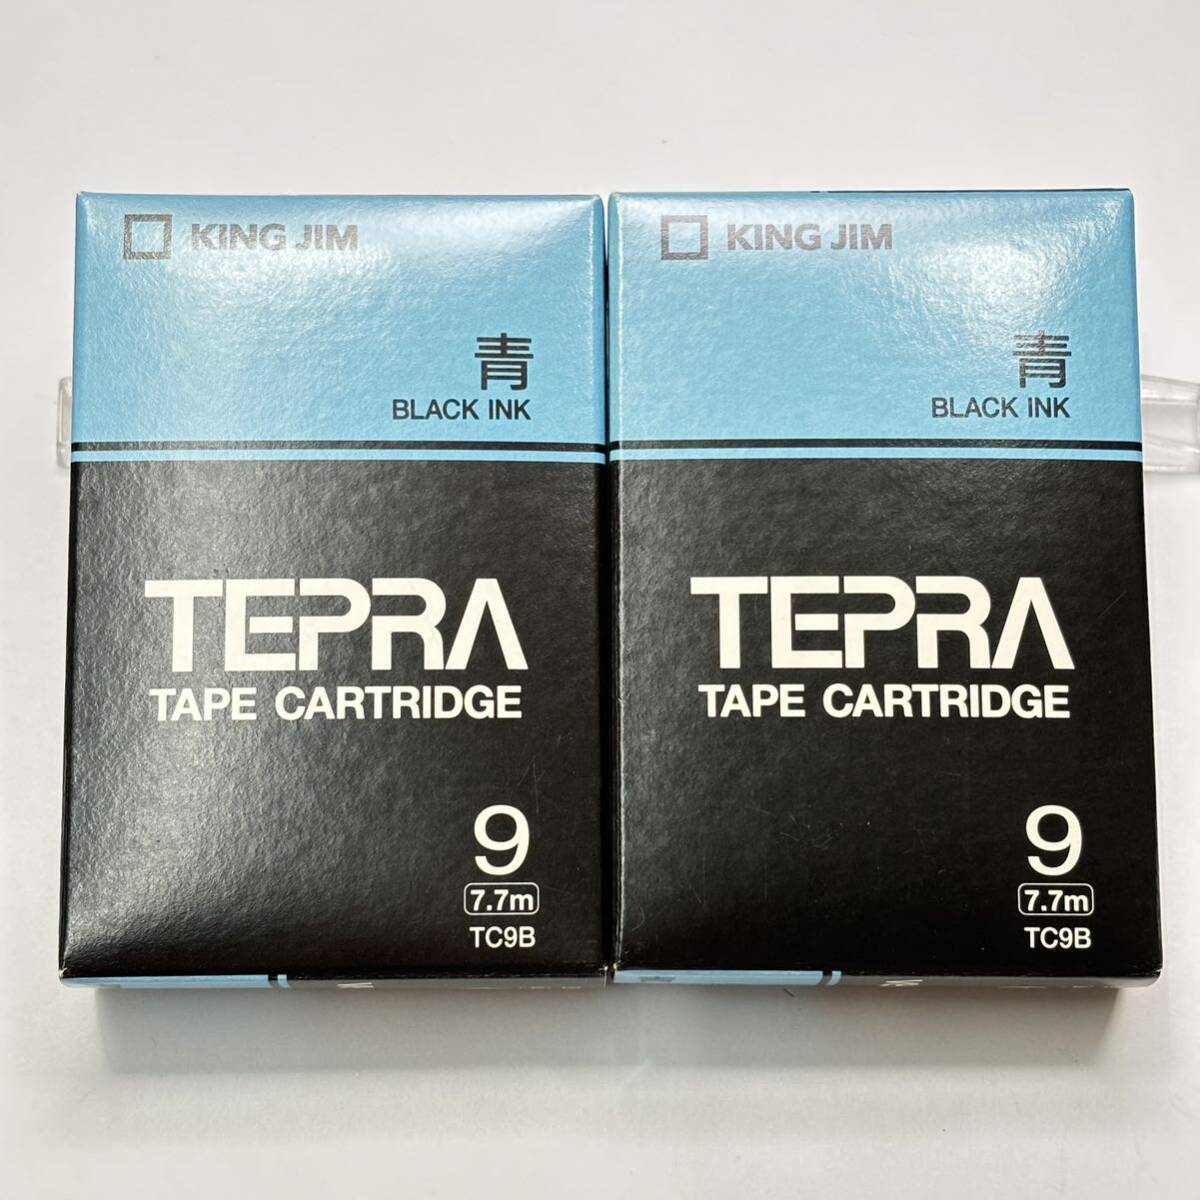 KING JIM
青
BLACK INK
TEPRA
TAPE CARTRIDGE
9
7.7m
TC9B
KING JIM
青
BLACK INK
TEPRA
TAPE CARTRIDGE
9
7.7m
TC9B